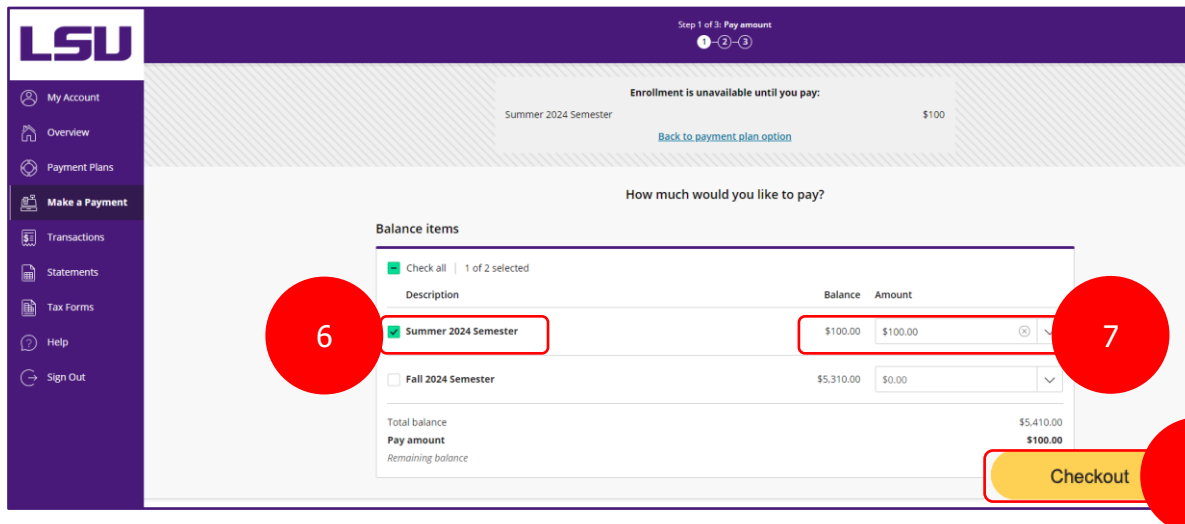 LSU
Step 1 of 3: Pay amount
1 2 3
My Account
Overview
Payment Plans
Make a Payment
Transactions
Statements
Tax Forms
Help
Sign Out
Enrollment is unavailable until you pay:
Summer 2024 Semester $100
Back to payment plan option
How much would you like to pay?
Balance items
Check all | 1 of 2 selected
Description Balance Amount
6
Summer 2024 Semester $100.00 $100.00
7
Fall 2024 Semester $5,310.00 $0.00
Total balance $5,410.00
Pay amount $100.00
Remaining balance
Checkout